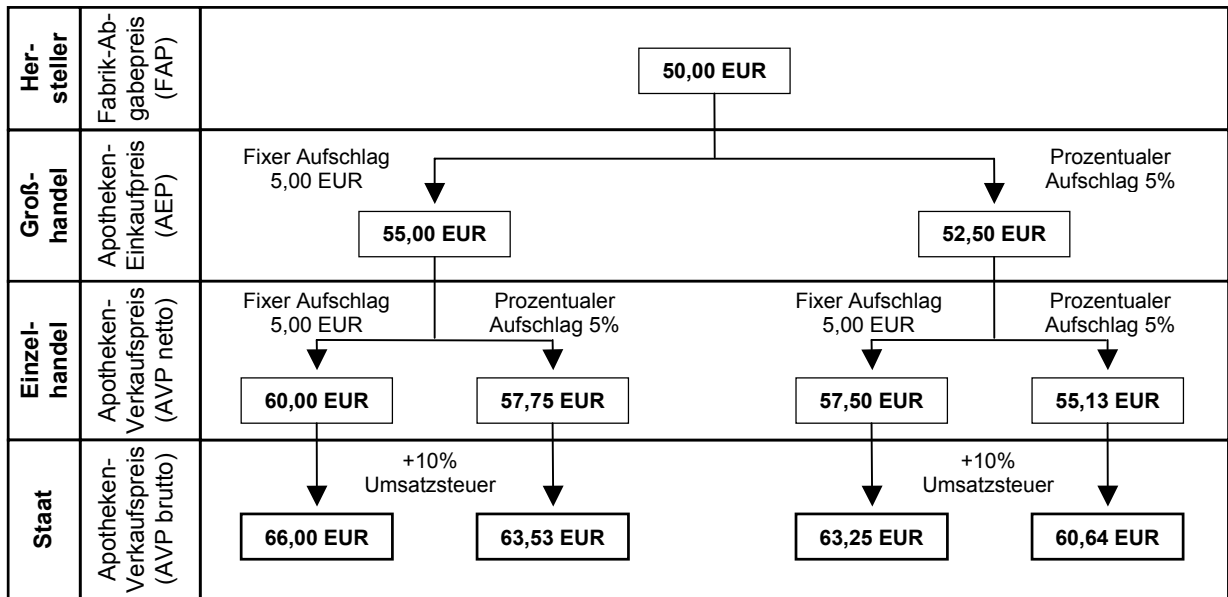 Her-
steller
Fabrik-Ab-
gabepreis
(FAP)
50,00 EUR
Groß-
handel
Apotheken-
Einkaufpreis
(AEP)
Fixer Aufschlag
5,00 EUR
Prozentualer
Aufschlag 5%
55,00 EUR
52,50 EUR
Einzel-
handel
Apotheken-
Verkaufspreis
(AVP netto)
Fixer Aufschlag
5,00 EUR
Prozentualer
Aufschlag 5%
Fixer Aufschlag
5,00 EUR
Prozentualer
Aufschlag 5%
60,00 EUR
57,75 EUR
57,50 EUR
55,13 EUR
Staat
Apotheken-
Verkaufspreis
(AVP brutto)
+10%
Umsatzsteuer
+10%
Umsatzsteuer
66,00 EUR
63,53 EUR
63,25 EUR
60,64 EUR